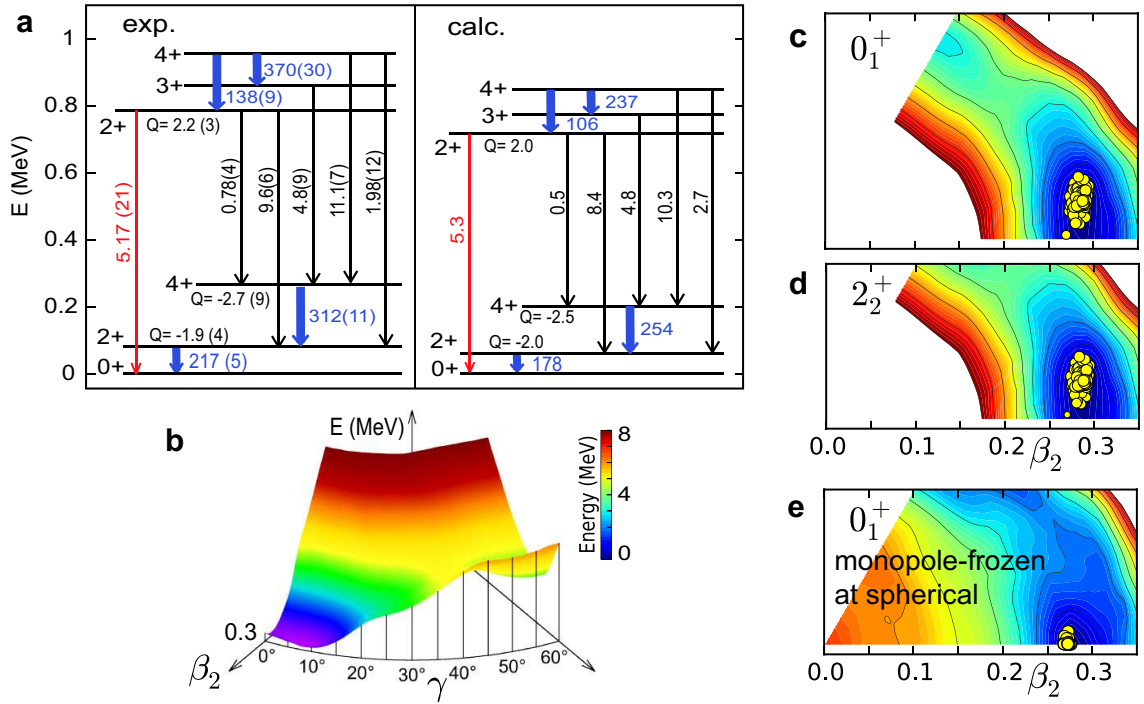 a
exp.
calc.
E (MeV)
1
0.8
0.6
0.4
0.2
0
4+
3+
2+
370(30)
138(9)
Q= 2.2 (3)
5.17 (21)
0.78(4)
9.6(6)
4.8(9)
11.1(7)
1.98(12)
4+
Q= -2.7 (9)
312(11)
2+
Q= -1.9 (4)
0+
217 (5)
4+
3+
2+
237
106
Q= 2.0
5.3
0.5
8.4
4.8
10.3
2.7
4+
Q= -2.5
254
2+
Q= -2.0
0+
178
b
E (MeV)
0.3
β₂
0°
10°
20°
30°
40°
50°
60°
γ
Energy (MeV)
8
4
0
c
0₁⁺
d
2₂⁺
0.0
0.1
0.2
0.3
β₂
e
0₁⁺
monopole-frozen
at spherical
0.0
0.1
0.2
0.3
β₂